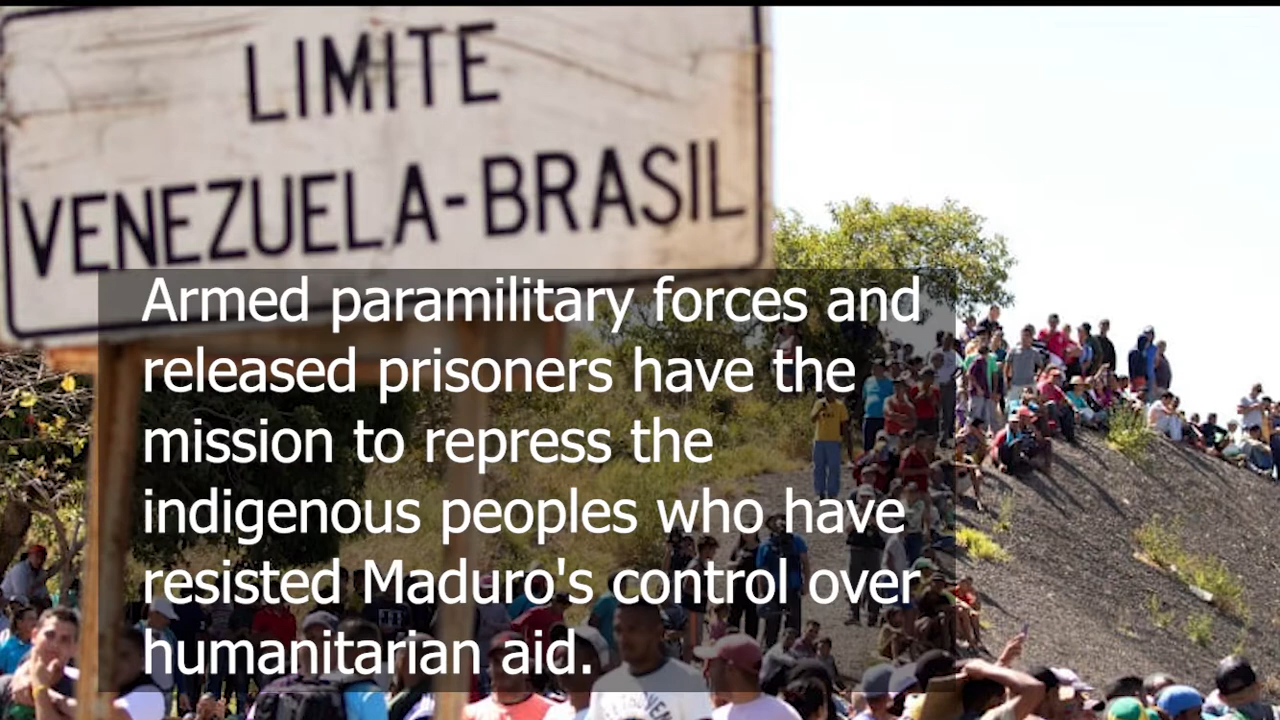 LIMITE
VENEZUELA-BRASIL
Armed paramilitary forces and
released prisoners have the
mission to repress the
indigenous peoples who have
resisted Maduro's control over
humanitarian aid.